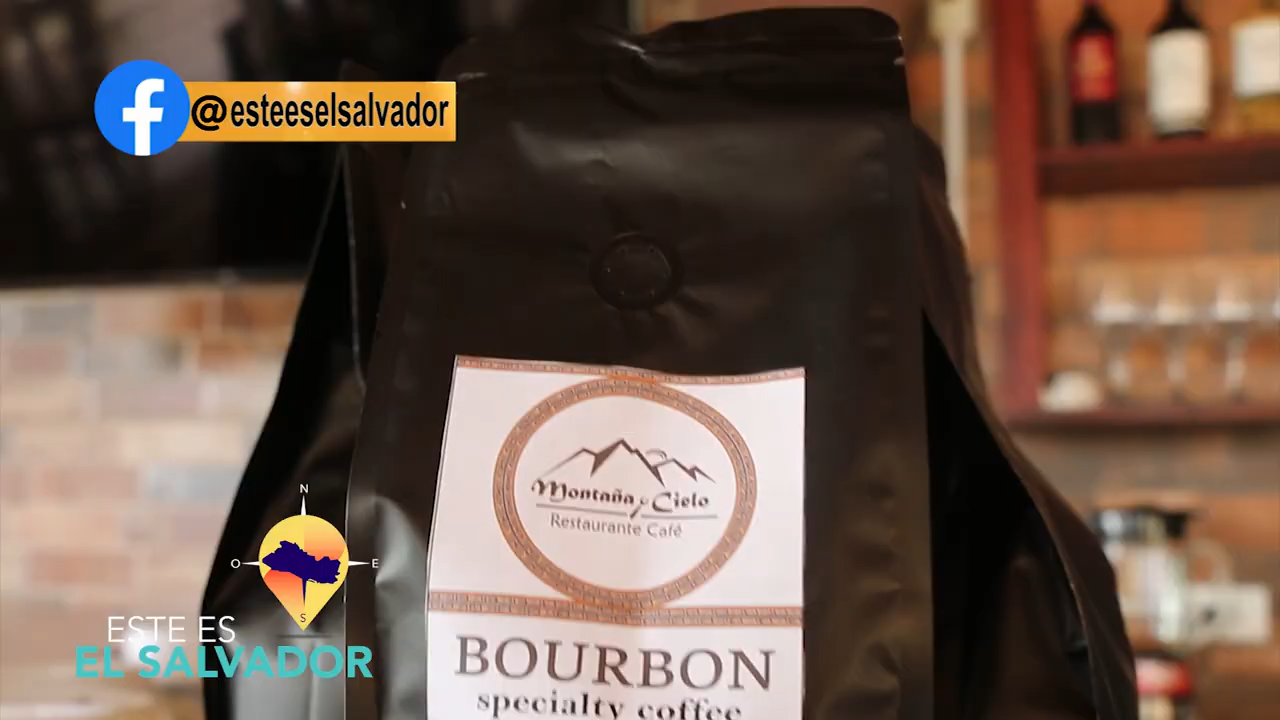 @esteeselsalvador
Montaña y Cielo
Restaurante Café
BOURBON
specialty coffee
N
O E
S
ESTE ES
EL SALVADOR